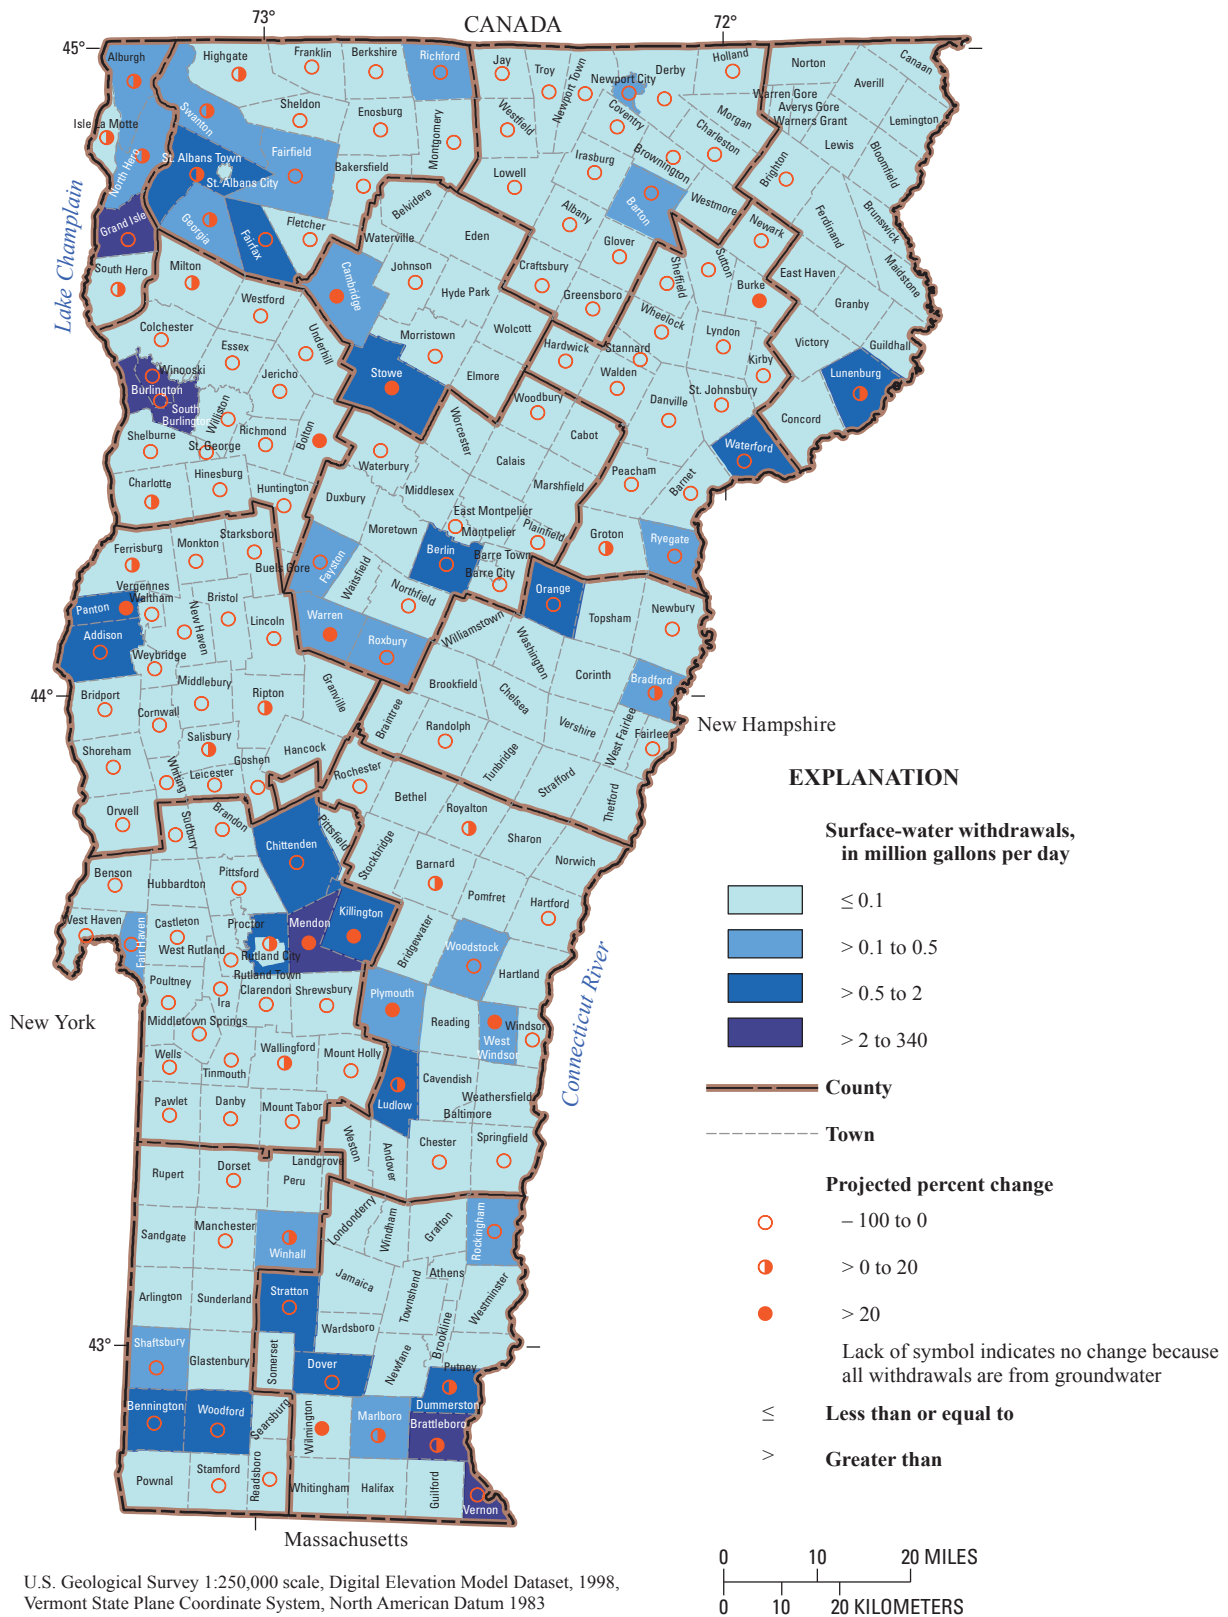 73°
CANADA
72°
45°
Alburgh
Highgate
Franklin
Berkshire
Richford
Jay
Troy
Newport Town
Newport City
Derby
Holland
Norton
Canaan
Averill
Warren Gore
Averys Gore
Warners Grant
Lemington
Isle La Motte
Swanton
Sheldon
Enosburg
Montgomery
Westfield
Coventry
Morgan
Charleston
Lewis
Bloomfield
North Hero
St. Albans Town
St. Albans City
Fairfield
Bakersfield
Lowell
Irasburg
Brownington
Brighton
Barton
Westmore
Ferdinand
Brunswick
Maidstone
Lake Champlain
Grand Isle
Georgia
Fairfax
Fletcher
Belvidere
Waterville
Eden
Albany
Glover
Newark
South Hero
Milton
Cambridge
Johnson
Hyde Park
Craftsbury
Greensboro
Sheffield
Sutton
Burke
East Haven
Granby
Westford
Colchester
Underhill
Morristown
Wolcott
Wheelock
Lyndon
Victory
Guildhall
Essex
Hardwick
Stannard
Kirby
Winooski
Burlington
South
Burlington
Jericho
Stowe
Elmore
Walden
St. Johnsbury
Lunenburg
Williston
Woodbury
Danville
Concord
Shelburne
St. George
Richmond
Bolton
Worcester
Cabot
Waterford
Waterbury
Calais
Peacham
Barnet
Charlotte
Hinesburg
Huntington
Duxbury
Middlesex
Marshfield
East Montpelier
Montpelier
Plainfield
Moretown
Groton
Ryegate
Ferrisburg
Monkton
Starksboro
Buels Gore
Fayston
Waitsfield
Berlin
Barre Town
Barre City
Orange
Vergennes
Waltham
Bristol
Northfield
Topsham
Newbury
Panton
Addison
New Haven
Lincoln
Warren
Roxbury
Williamstown
Washington
Weybridge
Corinth
Bradford
44°
Bridport
Middlebury
Ripton
Granville
Brookfield
Chelsea
Cornwall
Braintree
Randolph
Vershire
West Fairlee
Fairlee
New Hampshire
Salisbury
Hancock
Tunbridge
Shoreham
Whiting
Leicester
Goshen
Rochester
Strafford
Thetford
Orwell
Sudbury
Brandon
Bethel
Royalton
Sharon
Pittsfield
Stockbridge
Chittenden
Norwich
Benson
Hubbardton
Pittsford
Barnard
Pomfret
West Haven
Fair Haven
Castleton
Proctor
Mendon
Killington
Hartford
West Rutland
Rutland City
Rutland Town
Bridgewater
Woodstock
Hartland
Poultney
Ira
Clarendon
Shrewsbury
Plymouth
New York
Middletown Springs
Reading
Windsor
West
Windsor
Connecticut River
Wells
Tinmouth
Wallingford
Mount Holly
Cavendish
Ludlow
Weathersfield
Baltimore
Pawlet
Danby
Mount Tabor
Weston
Andover
Chester
Springfield
Rupert
Dorset
Landgrove
Peru
Londonderry
Windham
Grafton
Rockingham
Sandgate
Manchester
Winhall
Jamaica
Athens
Townshend
Westminster
Arlington
Sunderland
Stratton
Wardsboro
Brookline
43°
Shaftsbury
Glastenbury
Somerset
Dover
Newfane
Putney
Dummerston
Bennington
Woodford
Searsburg
Wilmington
Marlboro
Brattleboro
Pownal
Stamford
Readsboro
Whitingham
Halifax
Guilford
Vernon
Massachusetts
EXPLANATION
Surface-water withdrawals,
in million gallons per day
≤ 0.1
> 0.1 to 0.5
> 0.5 to 2
> 2 to 340
County
Town
Projected percent change
– 100 to 0
> 0 to 20
> 20
Lack of symbol indicates no change because
all withdrawals are from groundwater
≤ Less than or equal to
> Greater than
0 10 20 MILES
0 10 20 KILOMETERS
U.S. Geological Survey 1:250,000 scale, Digital Elevation Model Dataset, 1998,
Vermont State Plane Coordinate System, North American Datum 1983